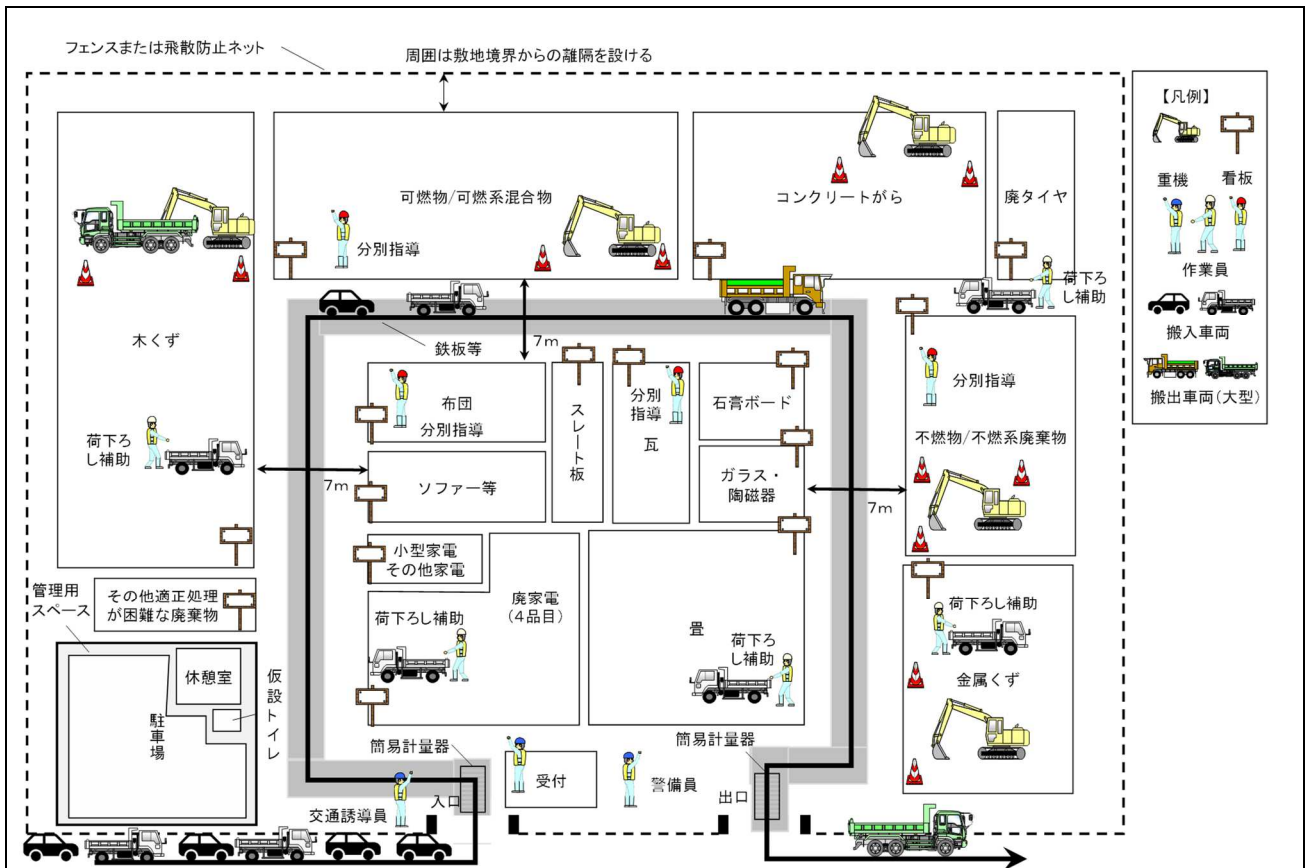 フェンスまたは飛散防止ネット
周囲は敷地境界からの離隔を設ける
【凡例】
重機
看板
作業員
搬入車両
搬出車両(大型)
木くず
荷下ろ
し補助
可燃物/可燃系混合物
分別指導
コンクリートがら
廃タイヤ
荷下ろ
し補助
鉄板等
7m
布団
分別指導
スレート板
分別
指導
瓦
石膏ボード
分別指導
不燃物/不燃系廃棄物
7m
ソファー等
ガラス・
陶磁器
7m
小型家電
その他家電
廃家電
(4品目)
荷下ろし補助
畳
荷下ろ
し補助
荷下ろし補助
金属くず
その他適正処理
が困難な廃棄物
管理用
スペース
休憩室
仮設トイレ
駐車場
簡易計量器
簡易計量器
交通誘導員
入口
受付
警備員
出口